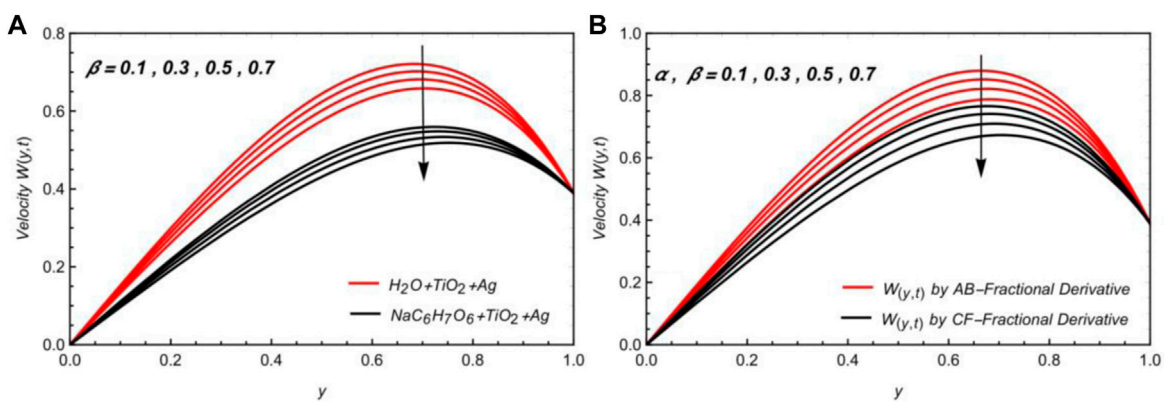 A
0.8
0.6
0.4
0.2
0.0
Velocity W(y,t)
β = 0.1 , 0.3 , 0.5 , 0.7
H₂O+TiO₂+Ag
NaC₆H₇O₆+TiO₂+Ag
0.0 0.2 0.4 0.6 0.8 1.0
y
B
1.0
0.8
0.6
0.4
0.2
0.0
Velocity W(y,t)
α , β = 0.1 , 0.3 , 0.5 , 0.7
W(y,t) by AB–Fractional Derivative
W(y,t) by CF–Fractional Derivative
0.0 0.2 0.4 0.6 0.8 1.0
y